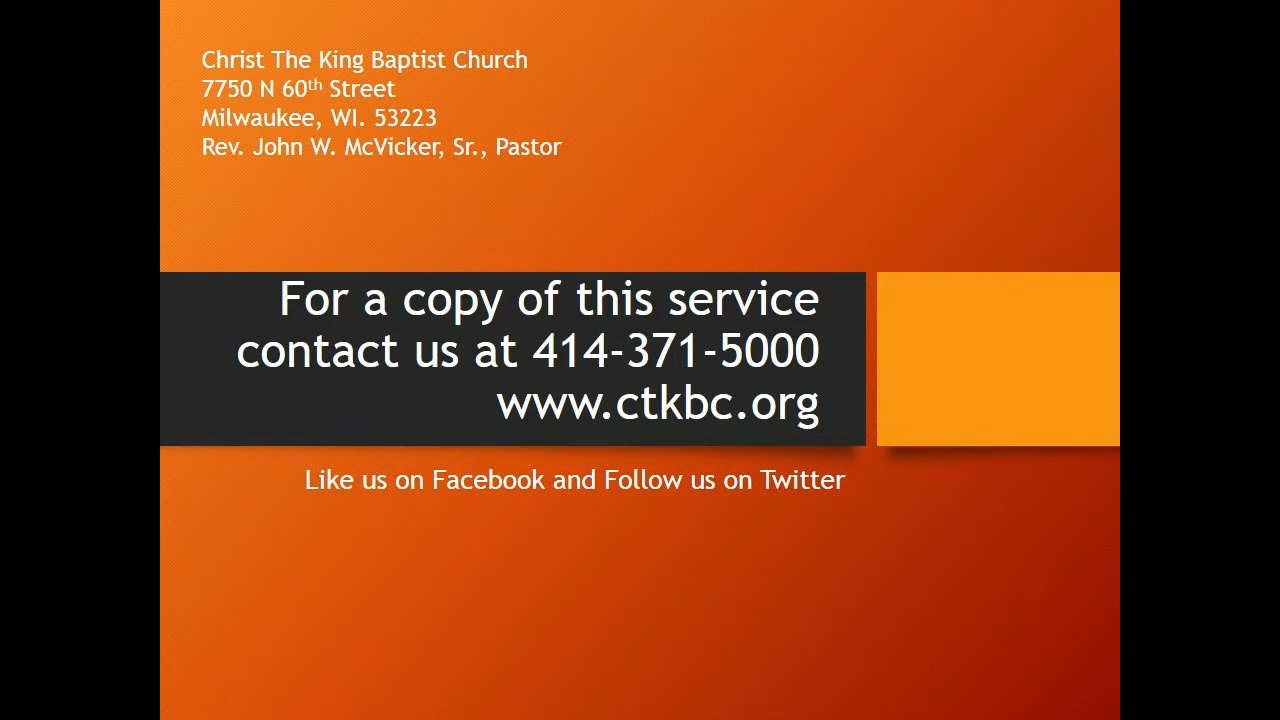 Christ The King Baptist Church
7750 N 60th Street
Milwaukee, WI. 53223
Rev. John W. McVicker, Sr., Pastor
For a copy of this service
contact us at 414-371-5000
www.ctkbc.org
Like us on Facebook and Follow us on Twitter